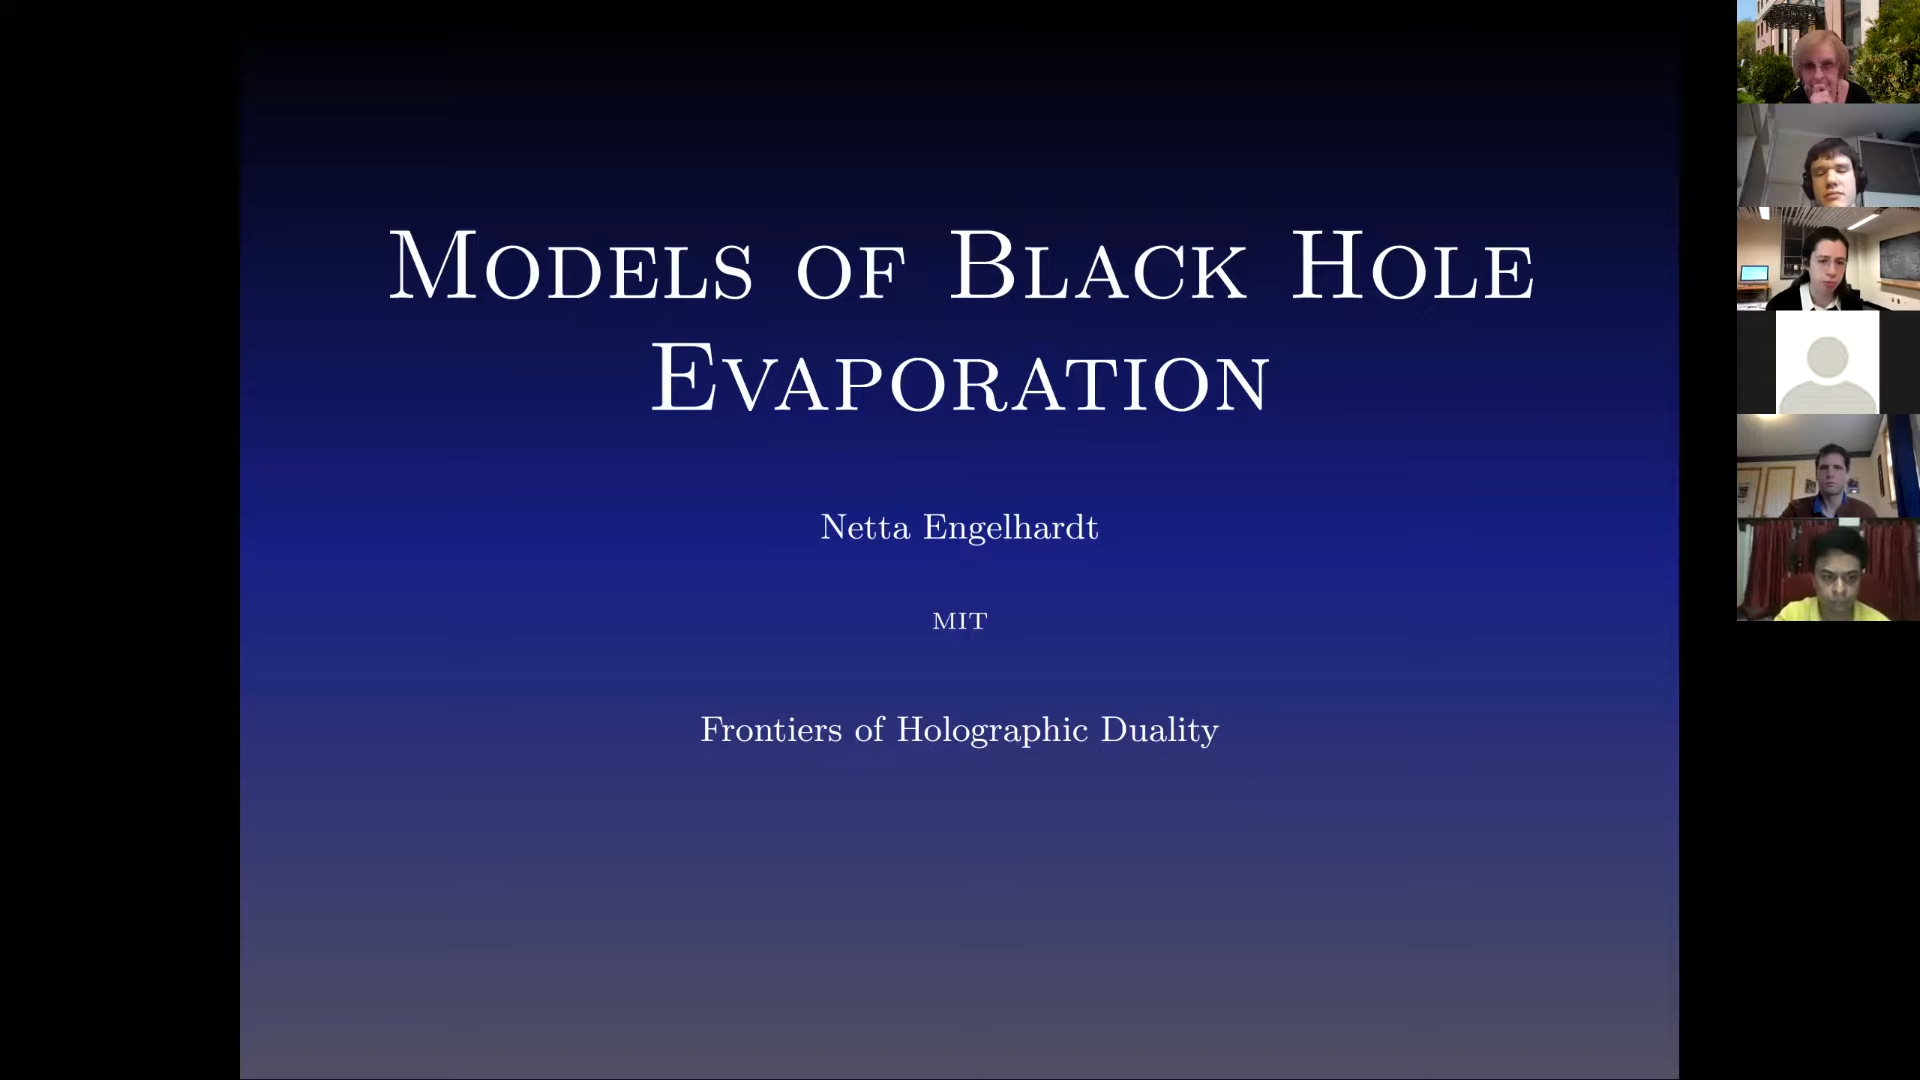 Models of Black Hole
Evaporation
Netta Engelhardt
MIT
Frontiers of Holographic Duality